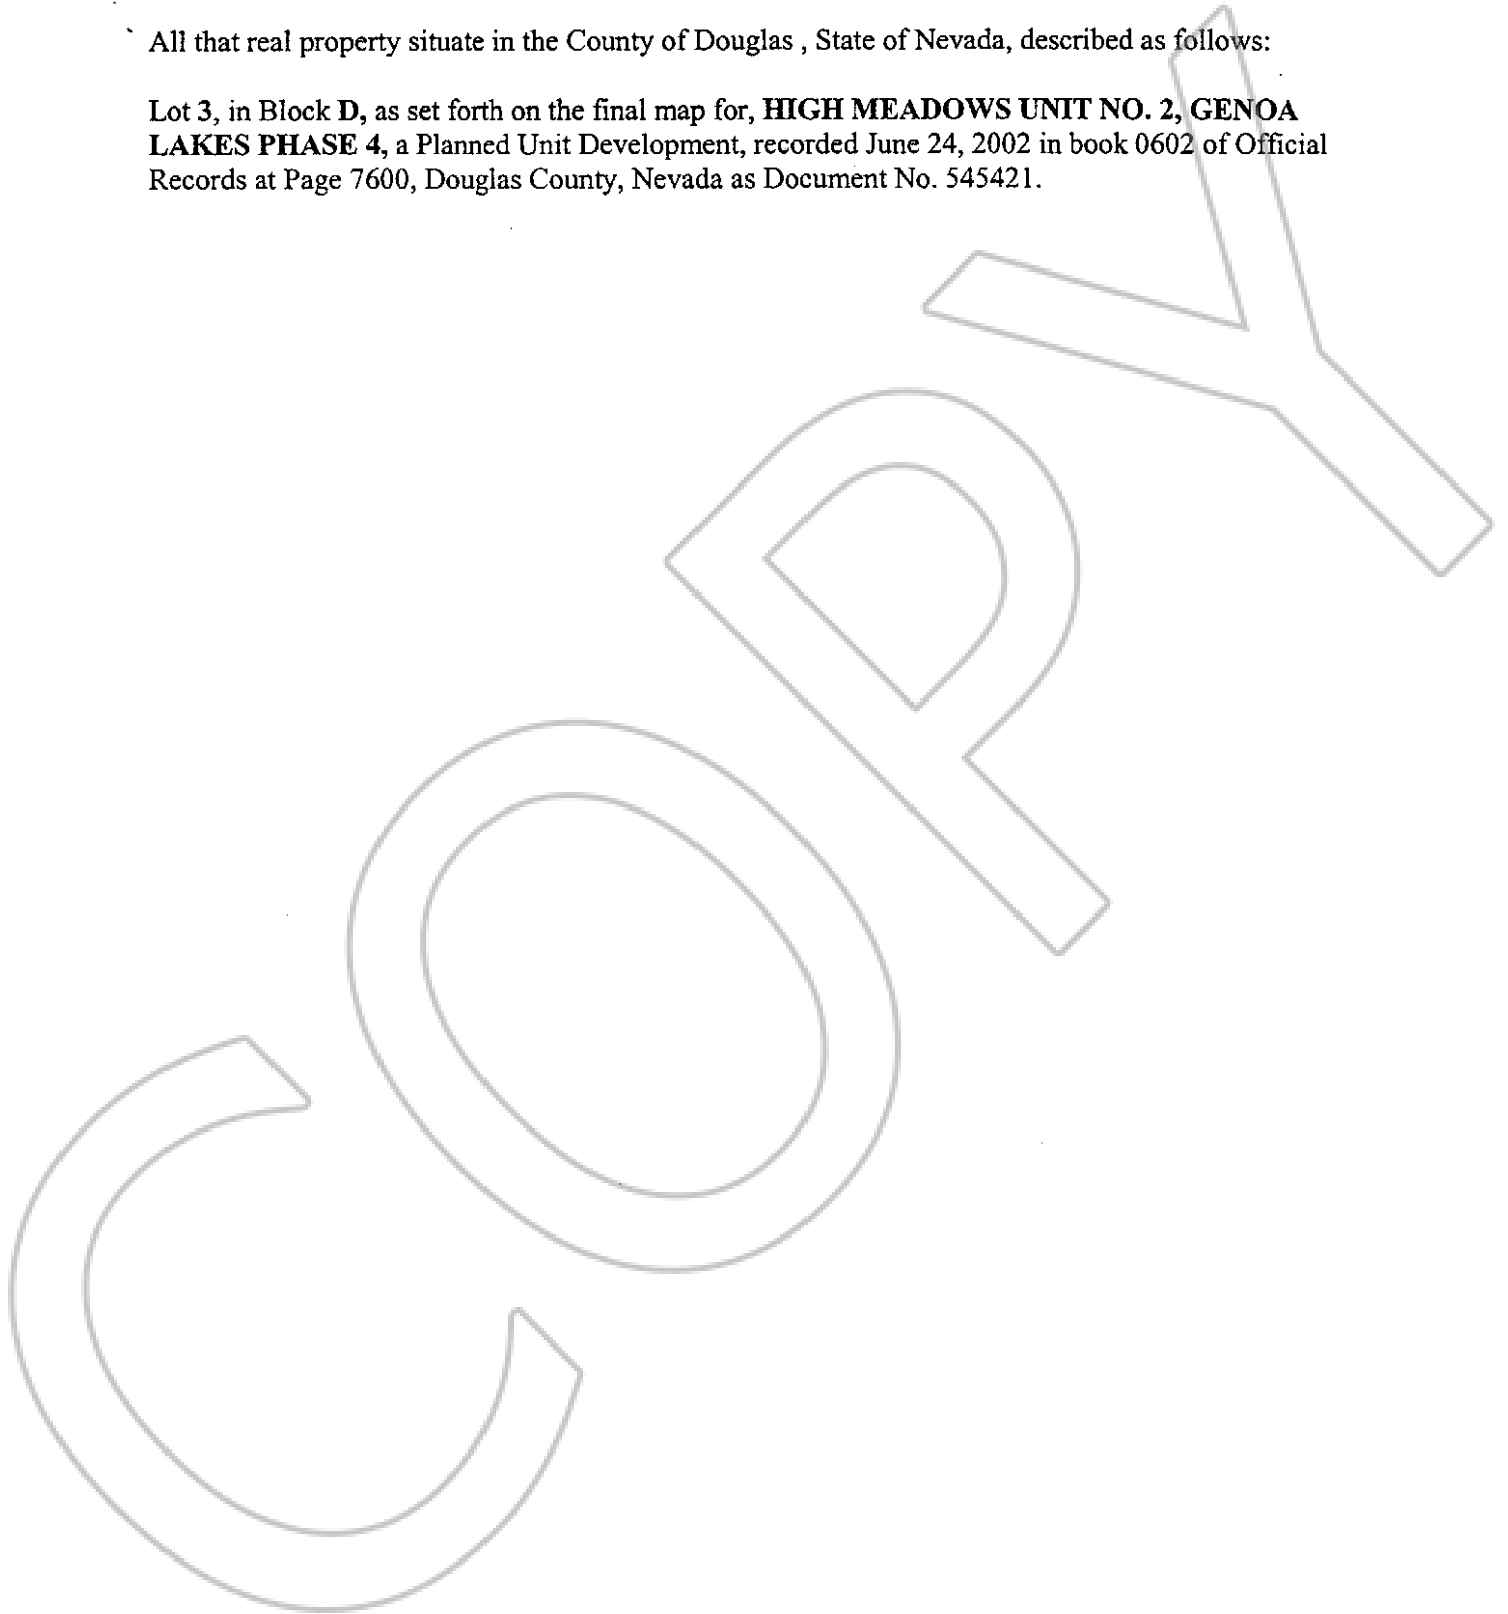 All that real property situate in the County of Douglas , State of Nevada, described as follows:
Lot 3, in Block D, as set forth on the final map for, HIGH MEADOWS UNIT NO. 2, GENOA
LAKES PHASE 4, a Planned Unit Development, recorded June 24, 2002 in book 0602 of Official
Records at Page 7600, Douglas County, Nevada as Document No. 545421.
COPY